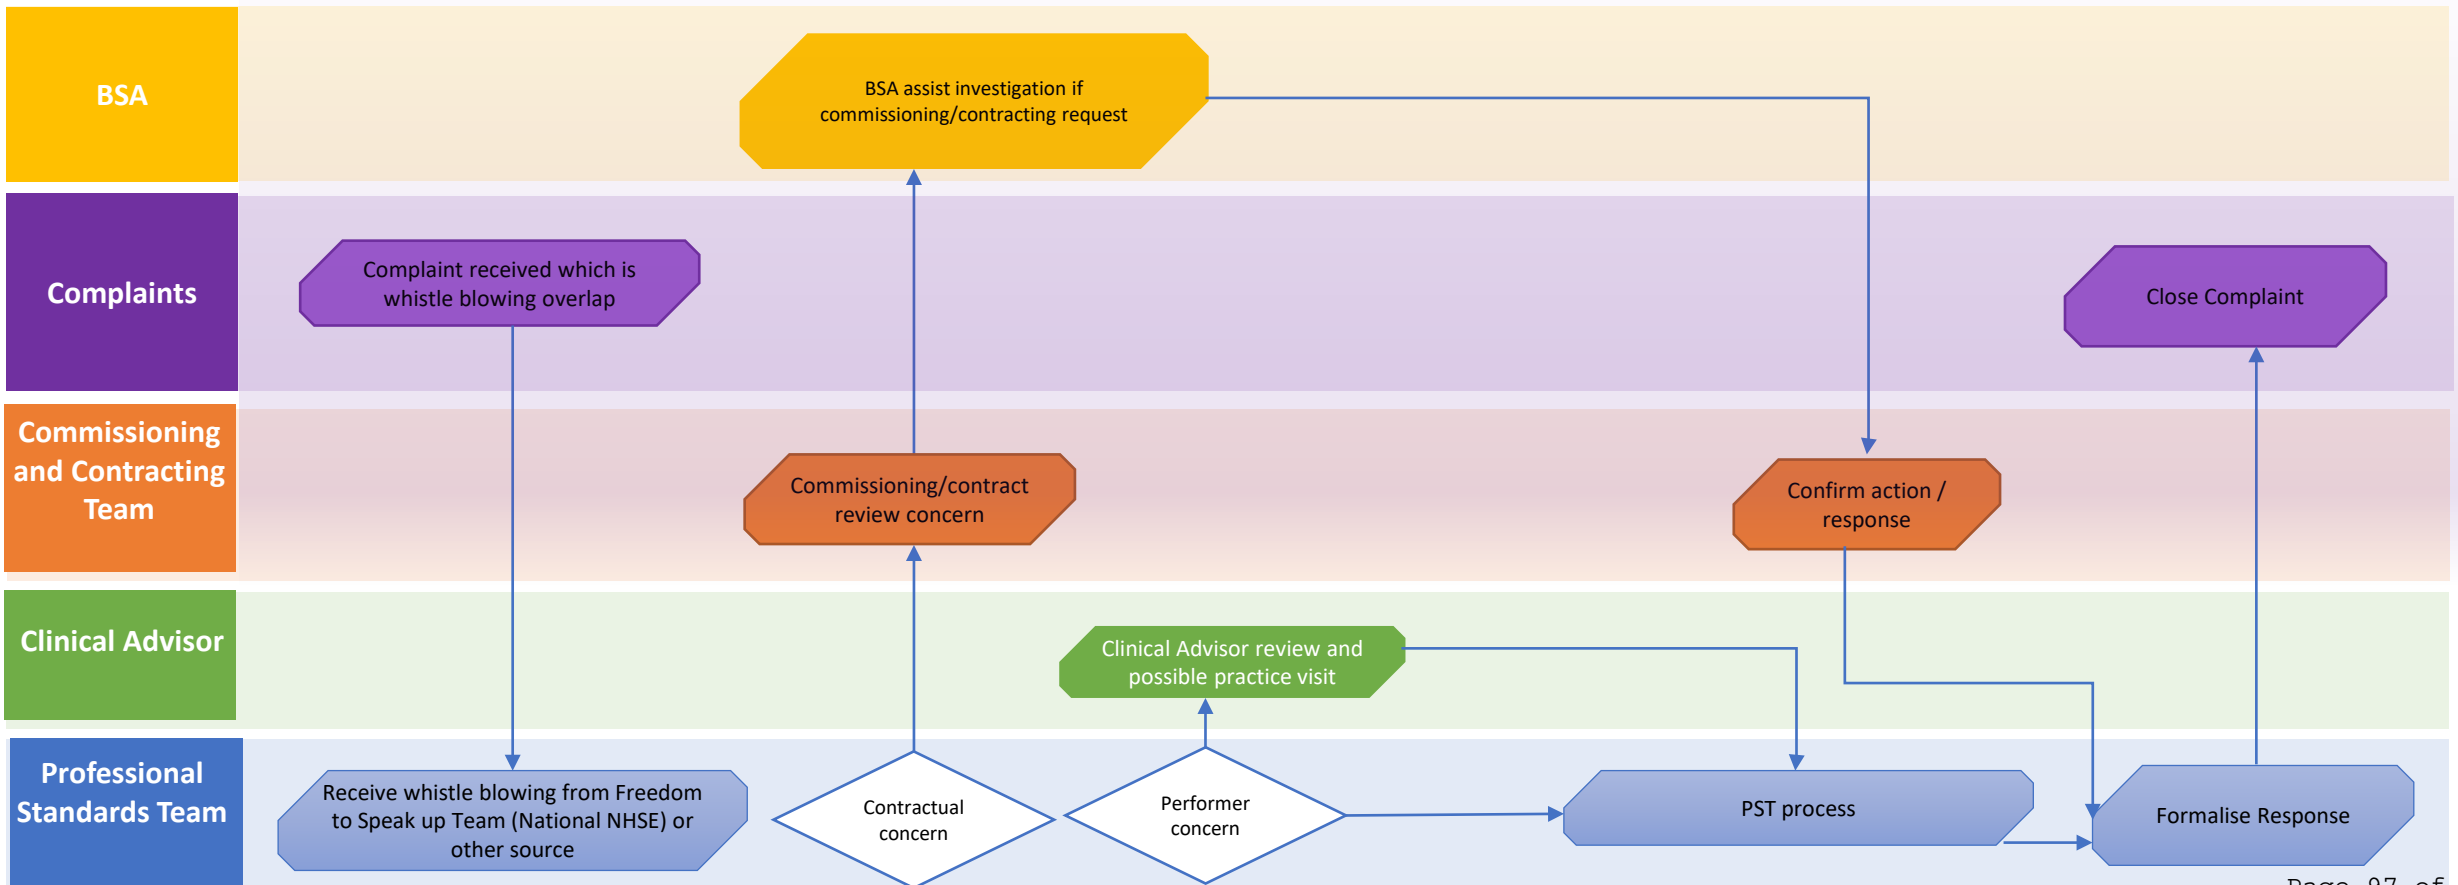 BSA
BSA assist investigation if
commissioning/contracting request
Complaints
Complaint received which is
whistle blowing overlap
Close Complaint
Commissioning
and Contracting
Team
Commissioning/contract
review concern
Confirm action /
response
Clinical Advisor
Clinical Advisor review and
possible practice visit
Professional
Standards Team
Receive whistle blowing from Freedom
to Speak up Team (National NHSE) or
other source
Contractual
concern
Performer
concern
PST process
Formalise Response
Page 97 of